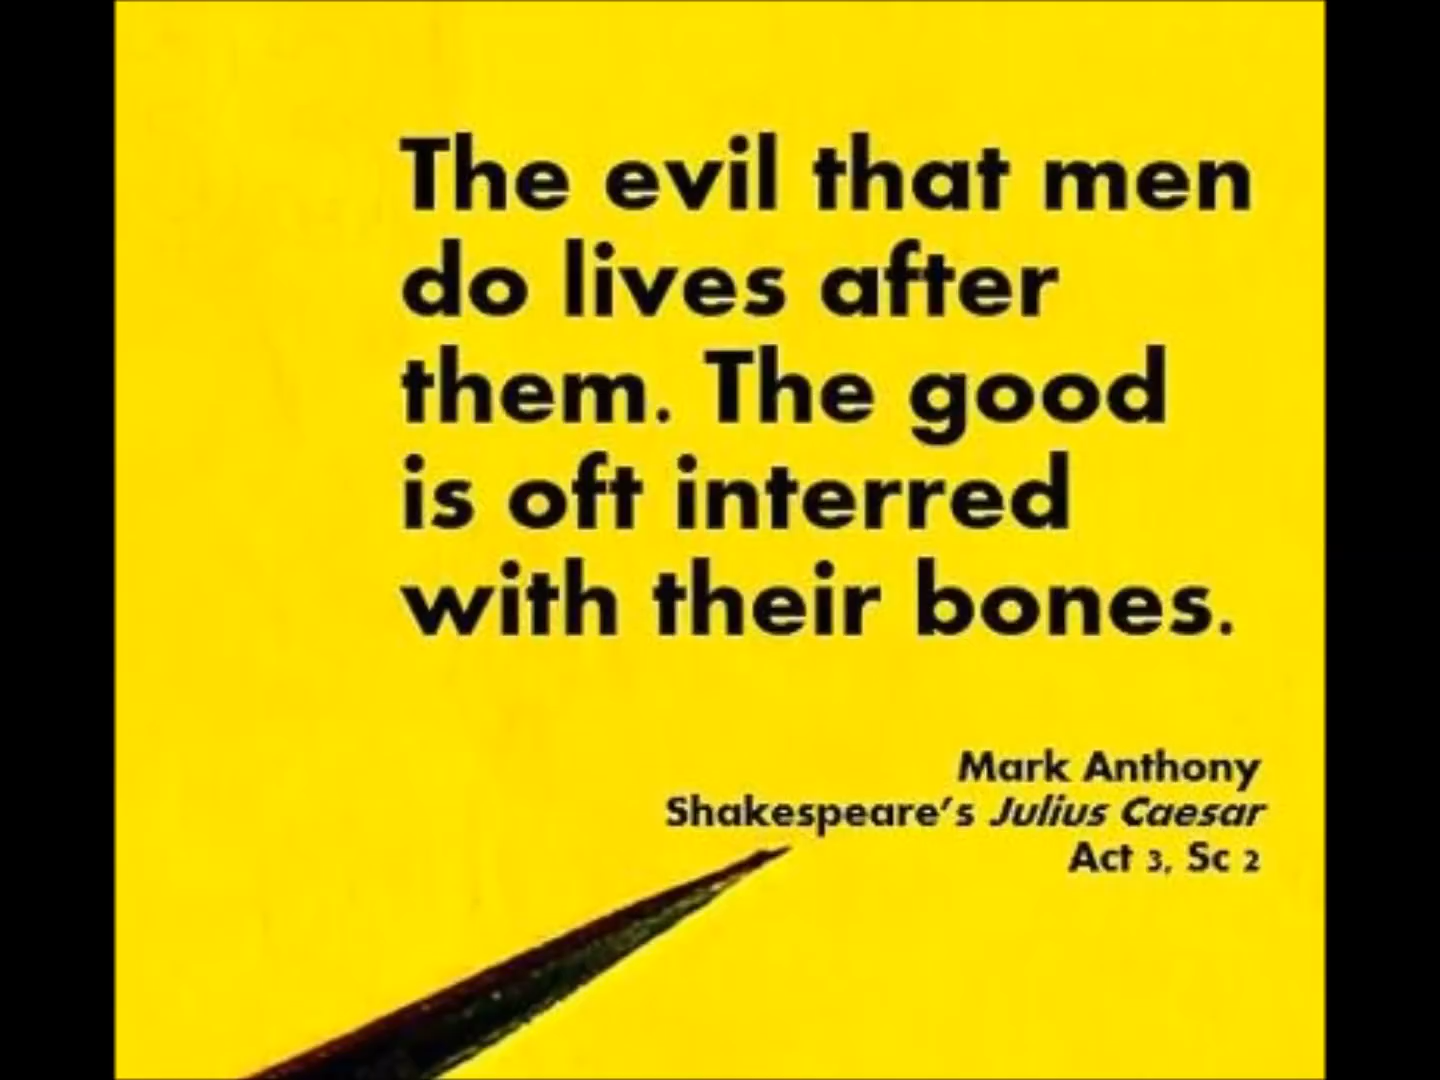 The evil that men
do lives after
them. The good
is oft interred
with their bones.
Mark Anthony
Shakespeare's Julius Caesar
Act 3, Sc 2